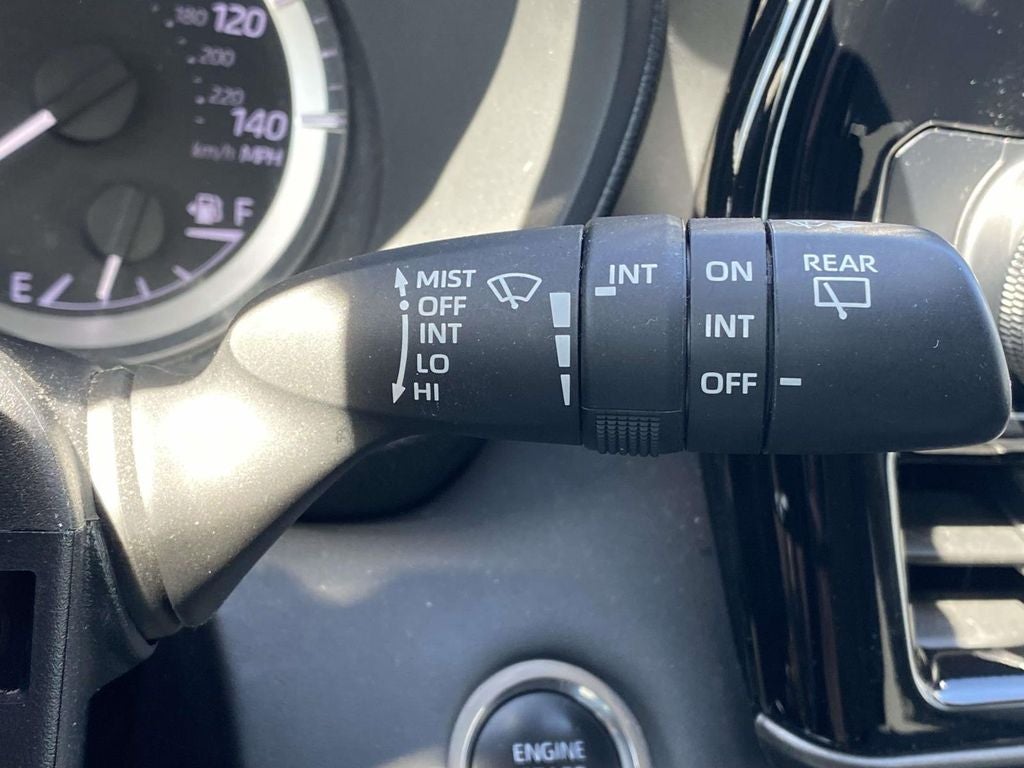 180 120
200
220
140
km/h MPH
F
E
MIST
OFF
INT
LO
HI
INT
ON
INT
OFF
REAR
ENGINE